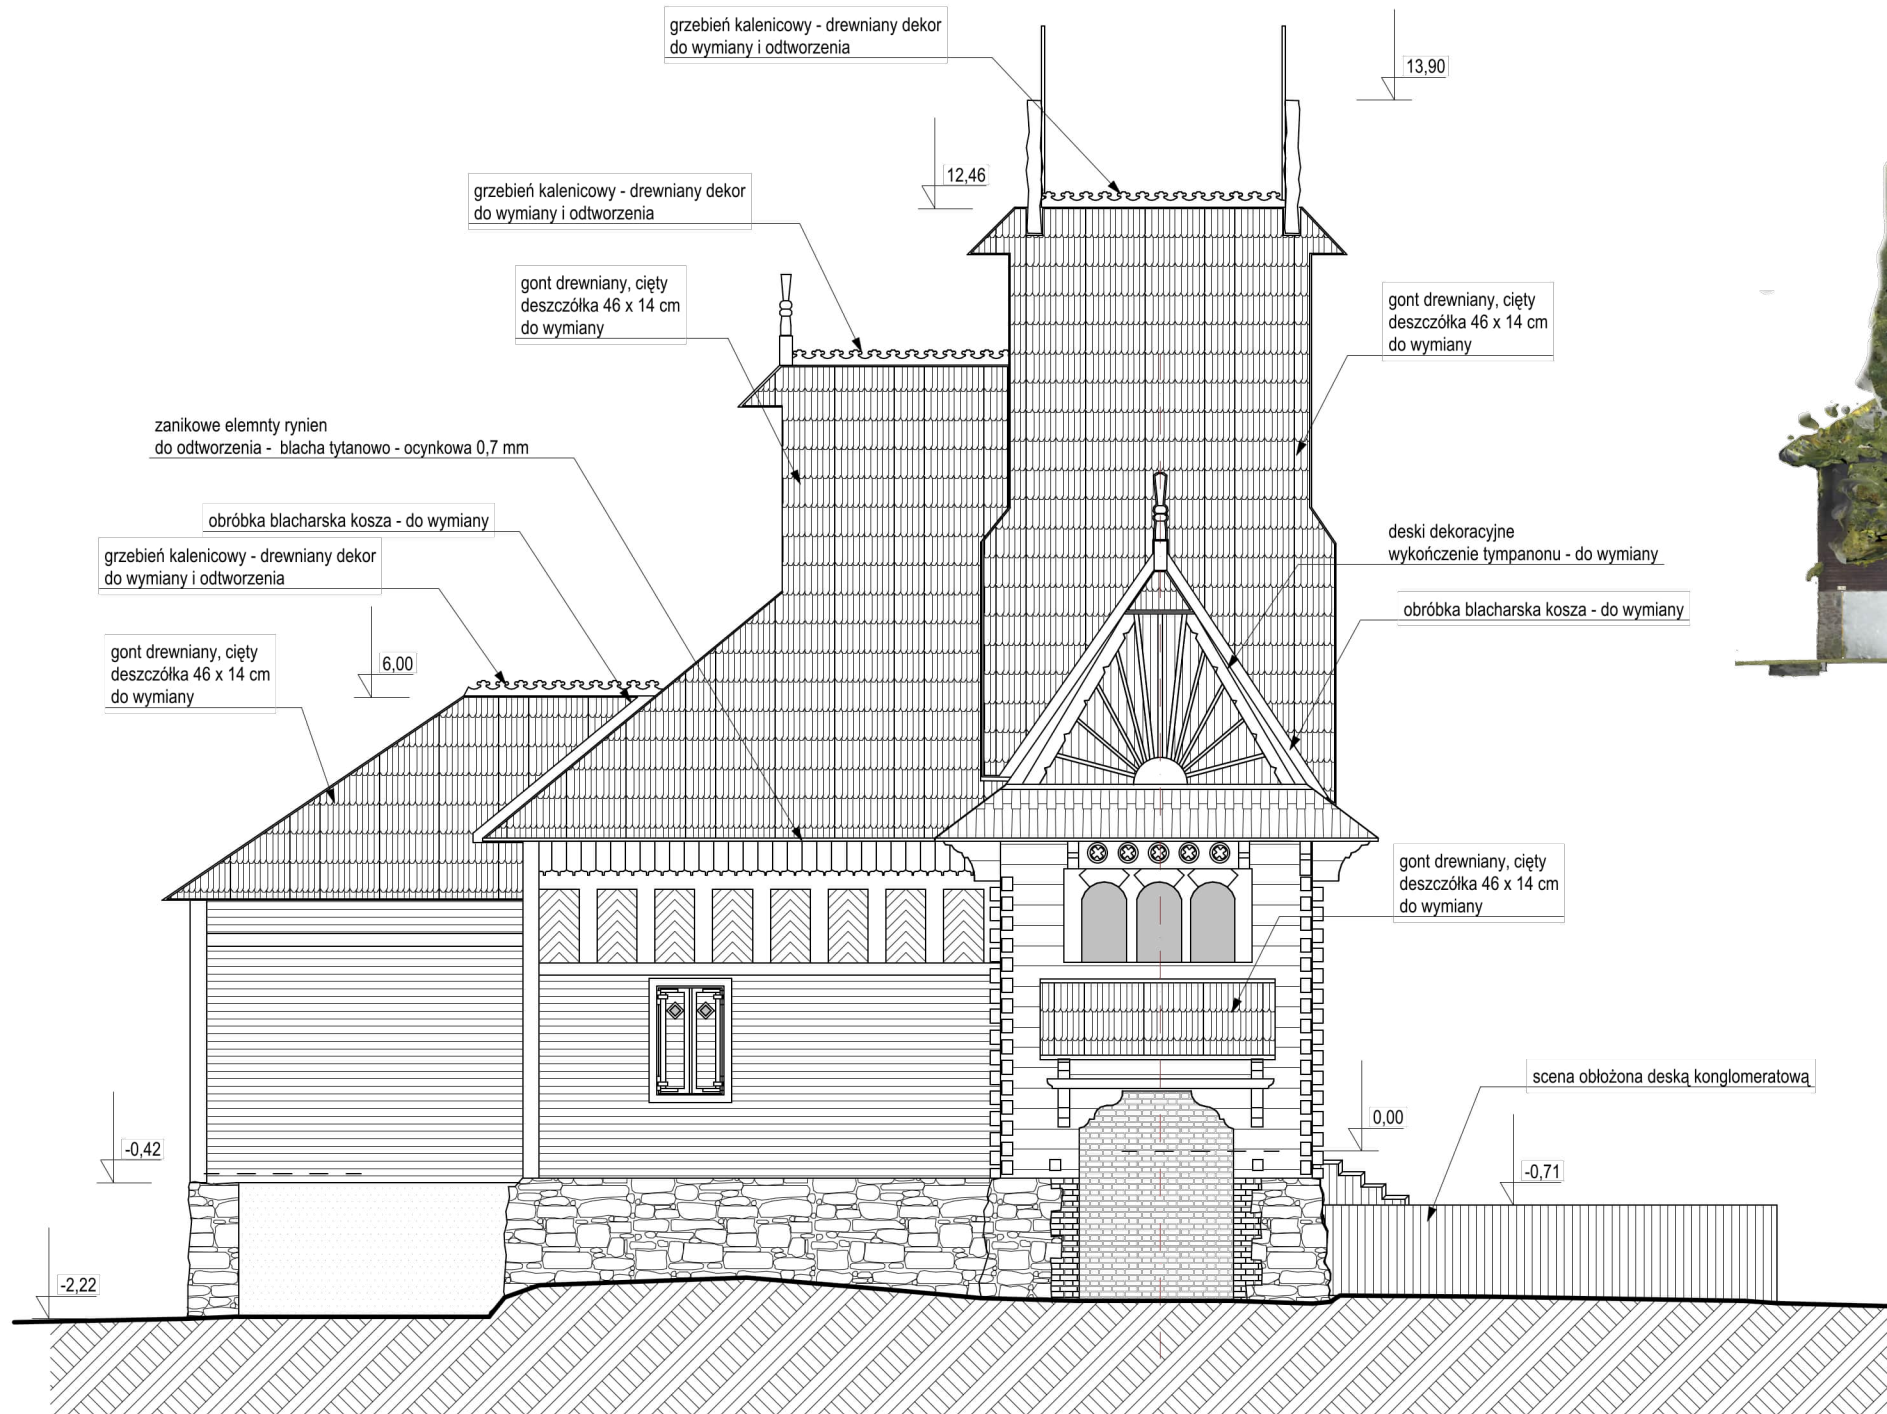 grzebień kalenicowy - drewniany dekor
do wymiany i odtworzenia
13,90
12,46
grzebień kalenicowy - drewniany dekor
do wymiany i odtworzenia
gont drewniany, cięty
deszczółka 46 x 14 cm
do wymiany
gont drewniany, cięty
deszczółka 46 x 14 cm
do wymiany
zanikowe elemnty rynien
do odtworzenia - blacha tytanowo - ocynkowa 0,7 mm
obróbka blacharska kosza - do wymiany
grzebień kalenicowy - drewniany dekor
do wymiany i odtworzenia
deski dekoracyjne
wykończenie tympanonu - do wymiany
obróbka blacharska kosza - do wymiany
gont drewniany, cięty
deszczółka 46 x 14 cm
do wymiany
6,00
gont drewniany, cięty
deszczółka 46 x 14 cm
do wymiany
scena obłożona deską konglomeratową
0,00
-0,42
-0,71
-2,22